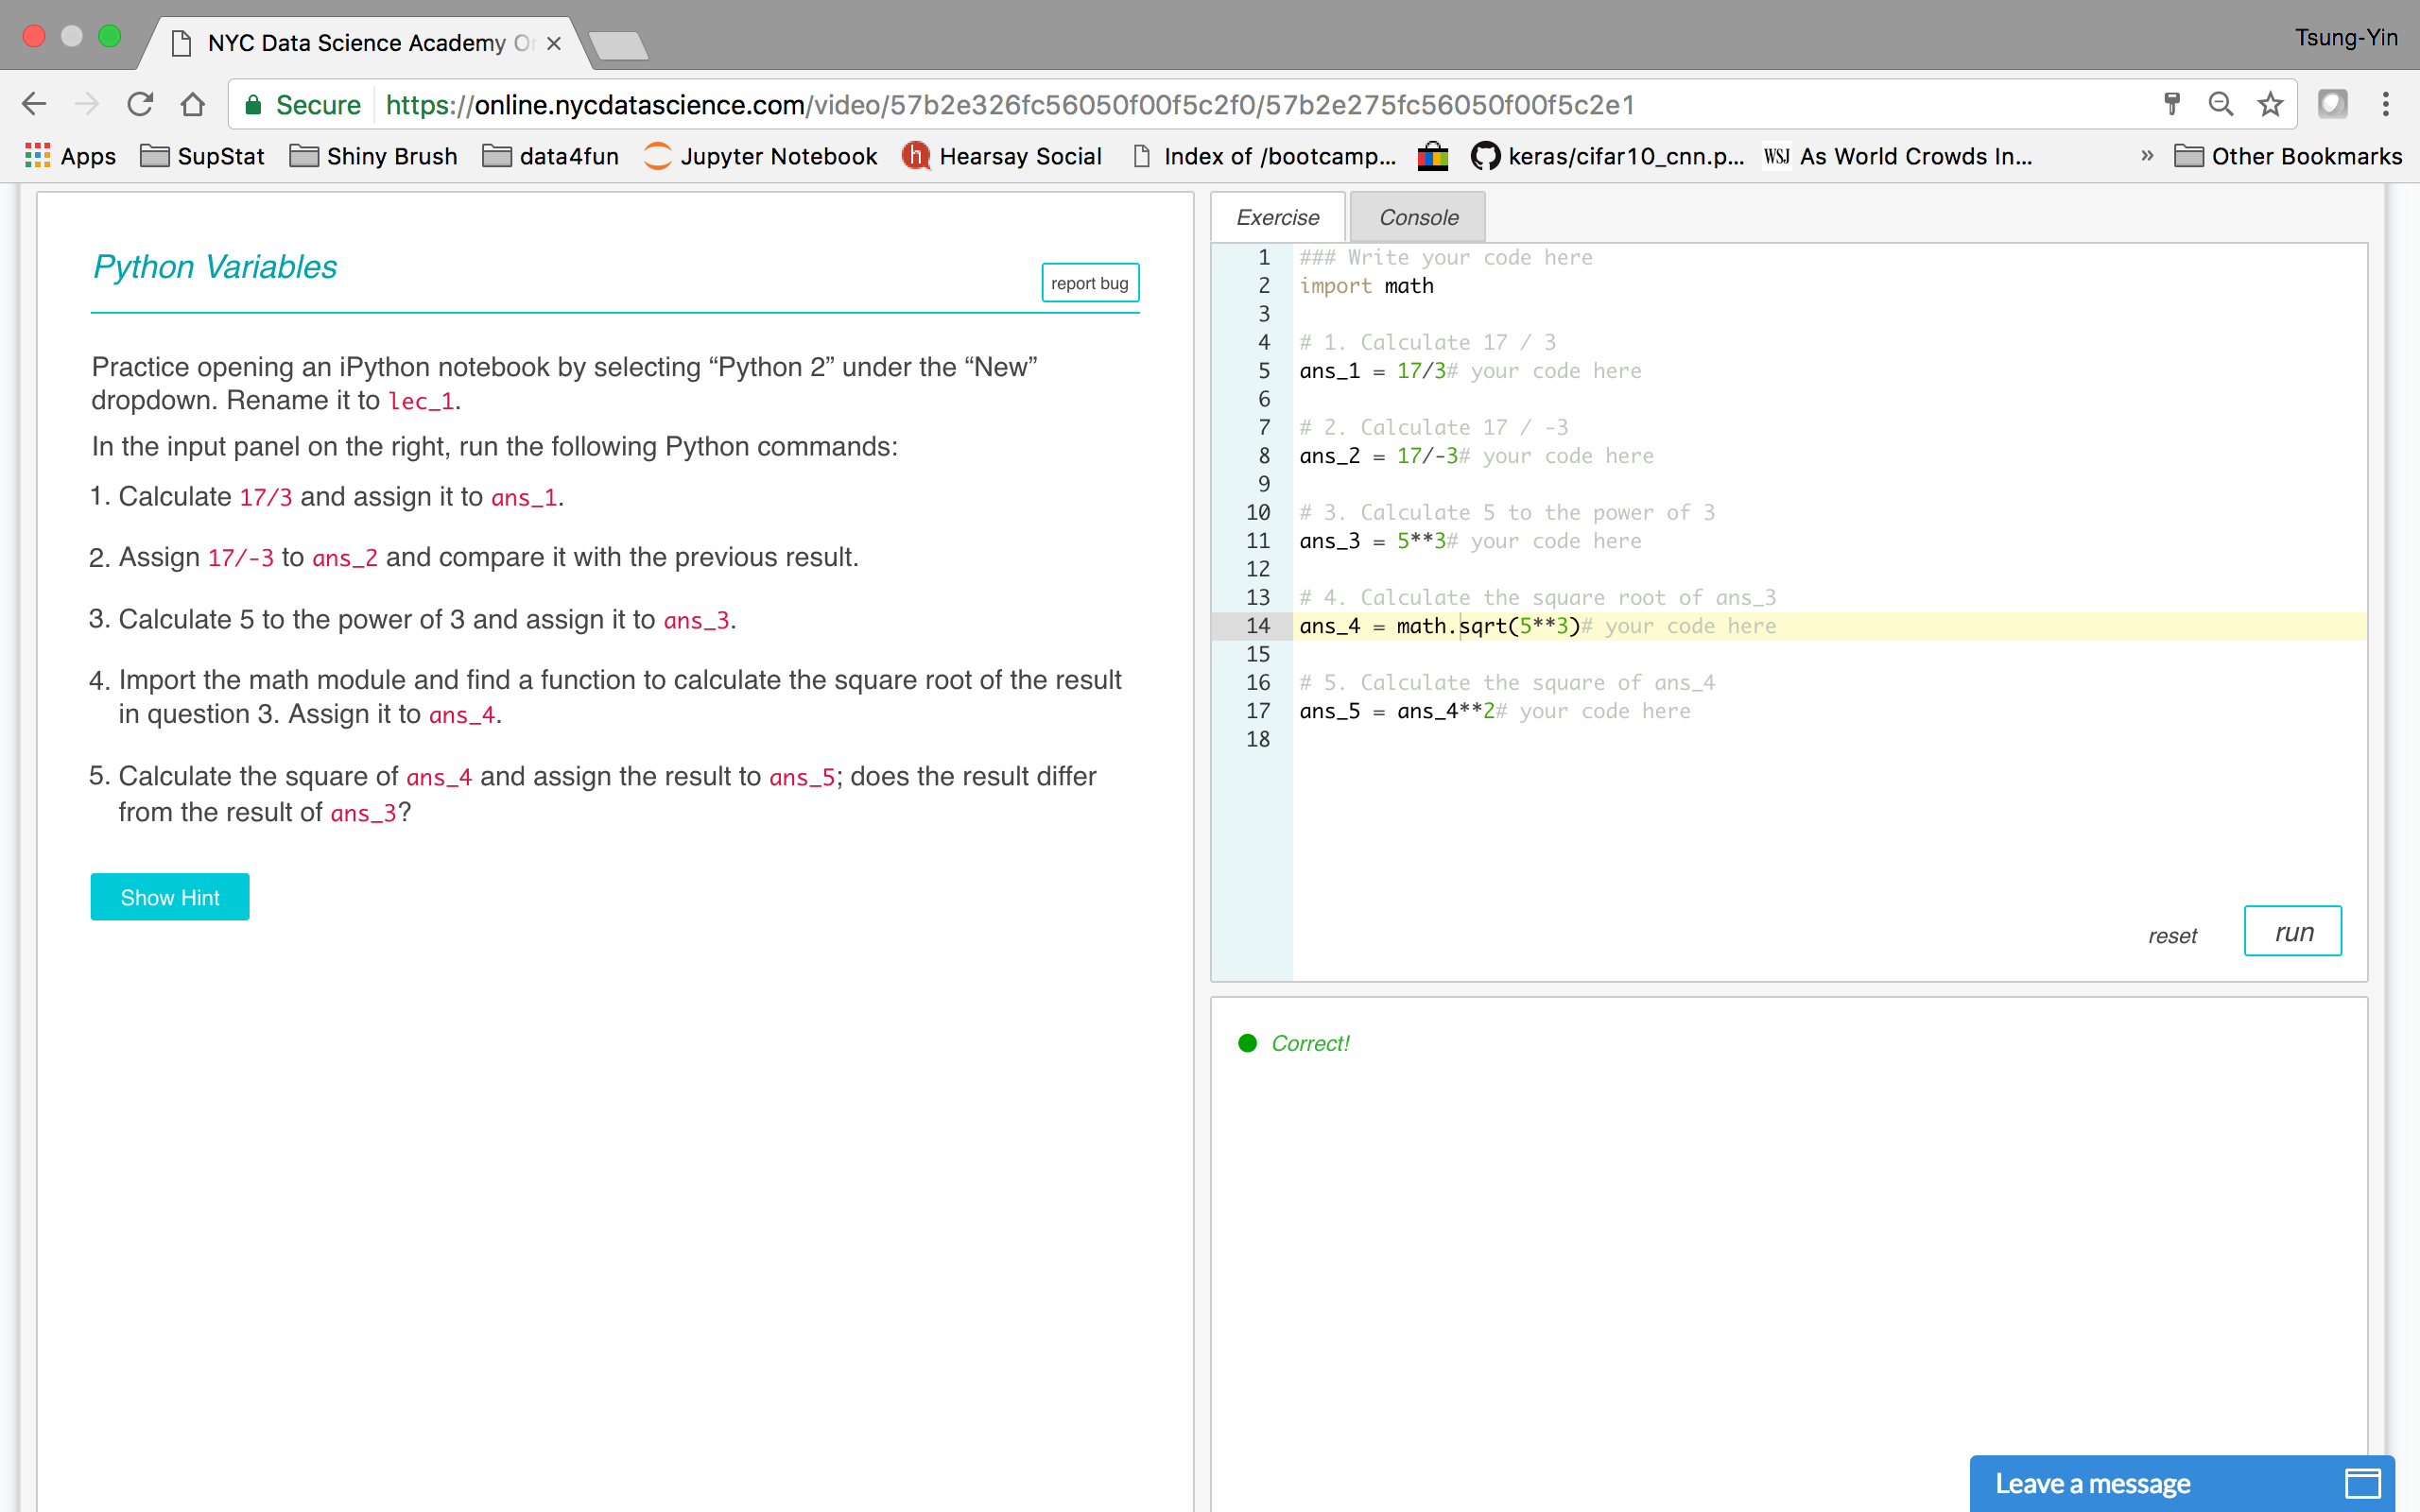 NYC Data Science Academy
Tsung-Yin
Secure https://online.nycdatascience.com/video/57b2e326fc56050f00f5c2f0/57b2e275fc56050f00f5c2e1
Apps SupStat Shiny Brush data4fun Jupyter Notebook h Hearsay Social Index of /bootcamp... keras/cifar10_cnn.p... WSJ As World Crowds In... » Other Bookmarks
Python Variables
report bug
Practice opening an iPython notebook by selecting “Python 2” under the “New”
dropdown. Rename it to lec_1.
In the input panel on the right, run the following Python commands:
1. Calculate 17/3 and assign it to ans_1.
2. Assign 17/-3 to ans_2 and compare it with the previous result.
3. Calculate 5 to the power of 3 and assign it to ans_3.
4. Import the math module and find a function to calculate the square root of the result
in question 3. Assign it to ans_4.
5. Calculate the square of ans_4 and assign the result to ans_5; does the result differ
from the result of ans_3?
Show Hint
Exercise Console
1 ### Write your code here
2 import math
3
4 # 1. Calculate 17 / 3
5 ans_1 = 17/3# your code here
6
7 # 2. Calculate 17 / -3
8 ans_2 = 17/-3# your code here
9
10 # 3. Calculate 5 to the power of 3
11 ans_3 = 5**3# your code here
12
13 # 4. Calculate the square root of ans_3
14 ans_4 = math.sqrt(5**3)# your code here
15
16 # 5. Calculate the square of ans_4
17 ans_5 = ans_4**2# your code here
18
reset run
Correct!
Leave a message